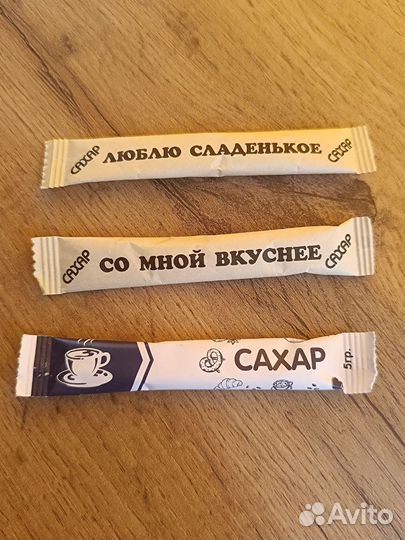 САХАР ЛЮБЛЮ СЛАДЕНЬКОЕ САХАР
САХАР СО МНОЙ ВКУСНЕЕ САХАР
САХАР 5гр.
Avito